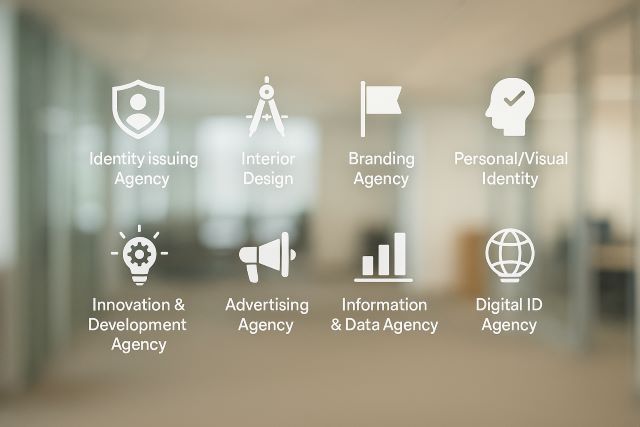 Identity issuing
Agency
Interior
Design
Branding
Agency
Personal/Visual
Identity
Innovation &
Development
Agency
Advertising
Agency
Information
& Data Agency
Digital ID
Agency